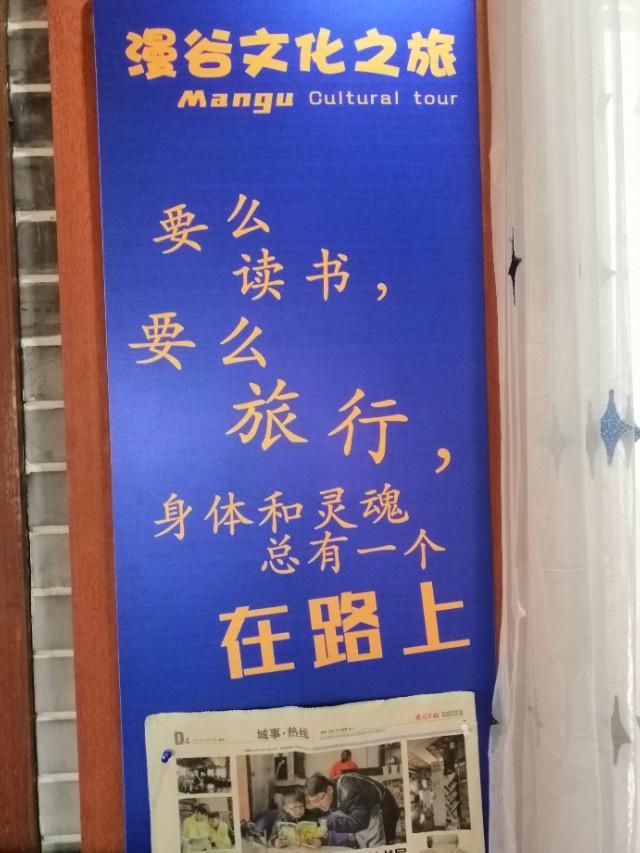 漫谷文化之旅
Mangu Cultural tour
要么
读书，
要么
旅行，
身体和灵魂
总有一个
在路上
D4
城事·热线